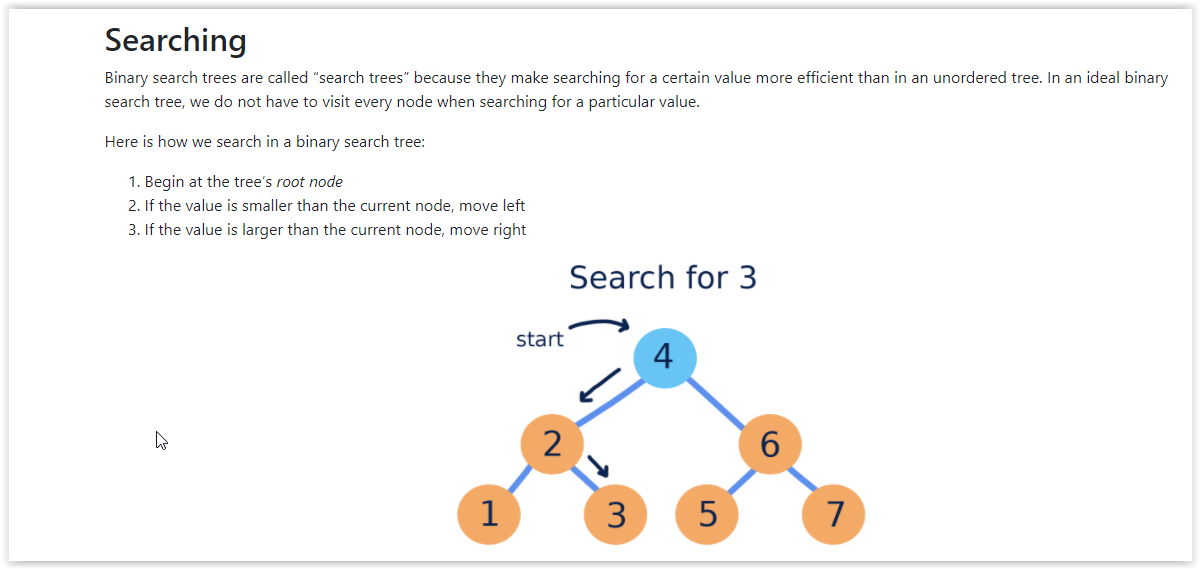 Searching
Binary search trees are called “search trees” because they make searching for a certain value more efficient than in an unordered tree. In an ideal binary
search tree, we do not have to visit every node when searching for a particular value.
Here is how we search in a binary search tree:
1. Begin at the tree’s root node
2. If the value is smaller than the current node, move left
3. If the value is larger than the current node, move right
Search for 3
start
4
2
6
1
3
5
7